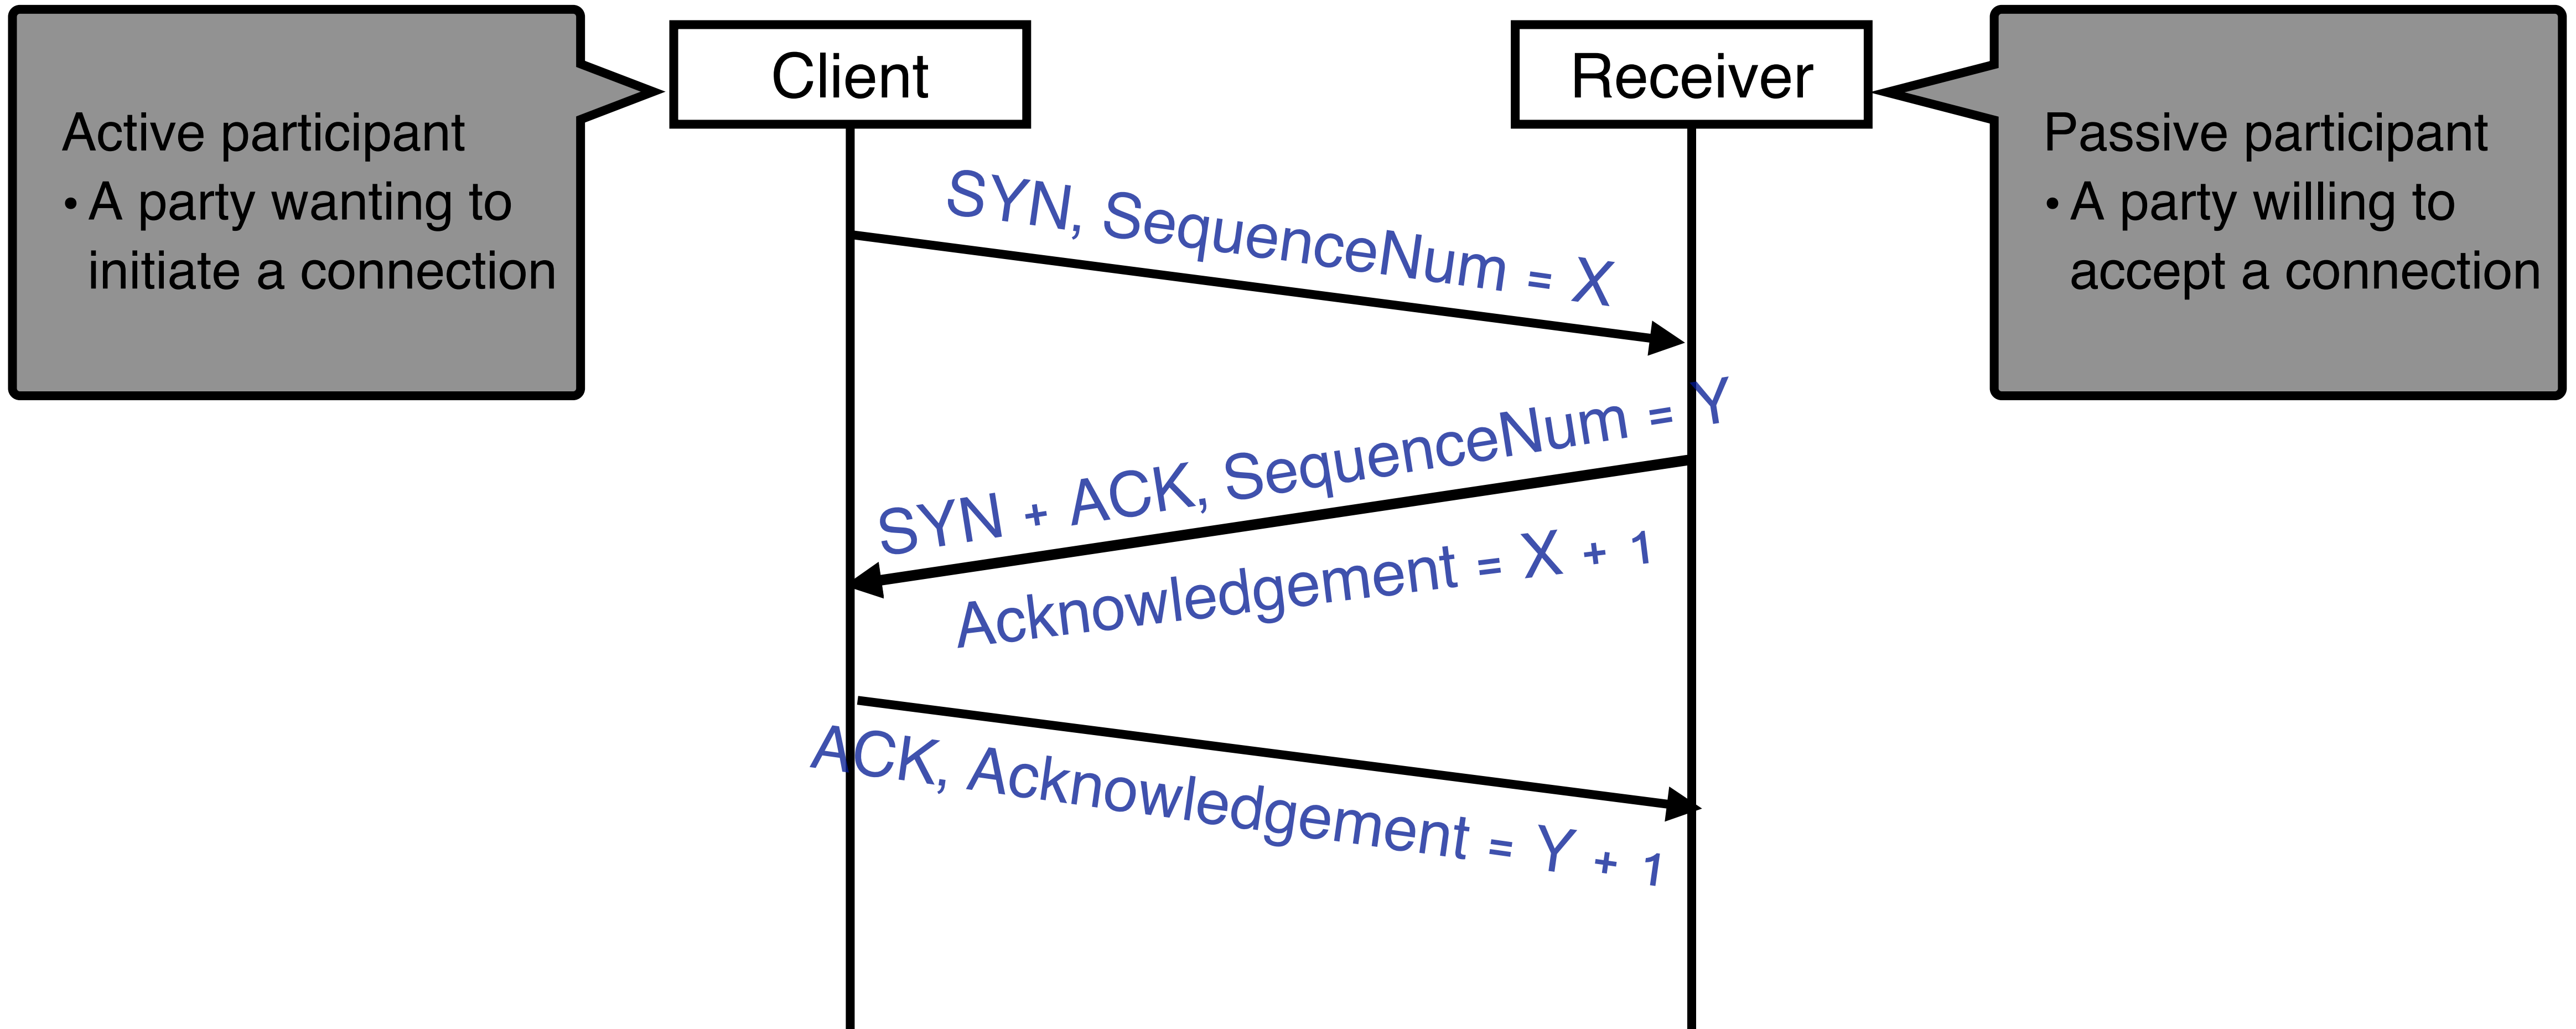 Active participant
• A party wanting to
initiate a connection
Client
Receiver
Passive participant
• A party willing to
accept a connection
SYN, SequenceNum = X
SYN + ACK, SequenceNum = Y
Acknowledgement = X + 1
ACK, Acknowledgement = Y + 1